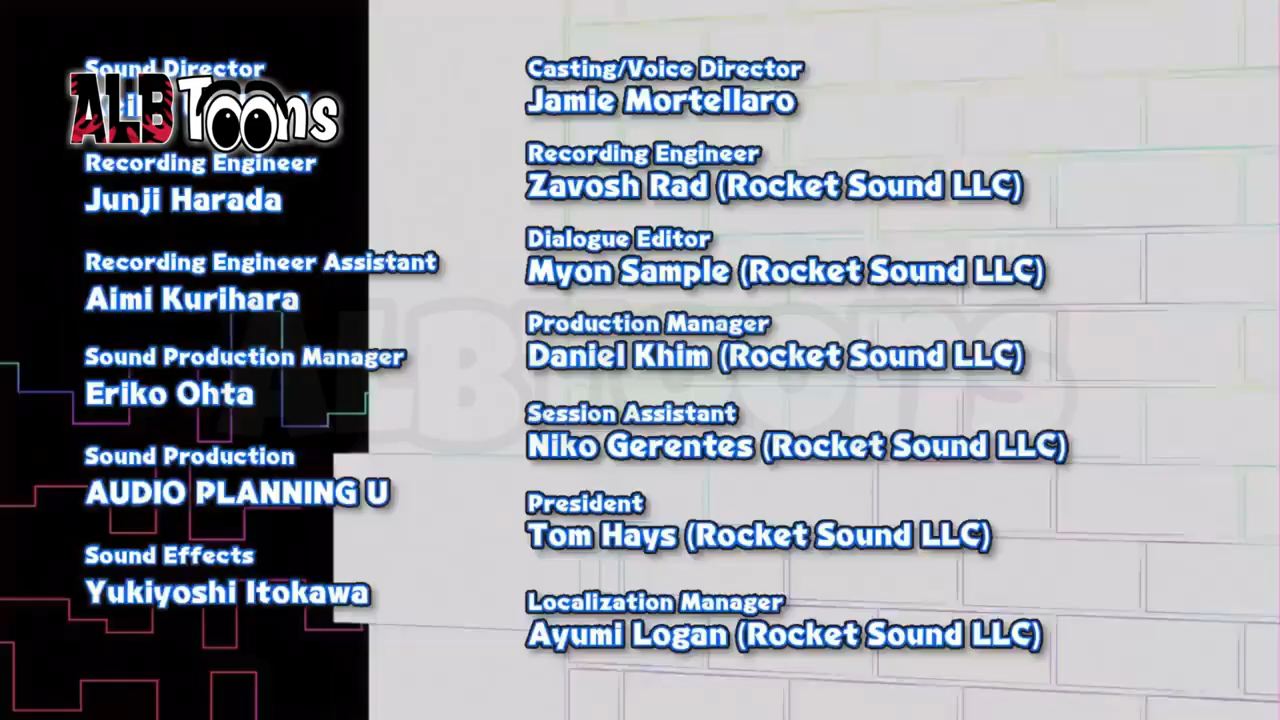 Sound Director
ALBToons
Recording Engineer
Junji Harada
Recording Engineer Assistant
Aimi Kurihara
Sound Production Manager
Eriko Ohta
Sound Production
AUDIO PLANNING U
Sound Effects
Yukiyoshi Itokawa
Casting/Voice Director
Jamie Mortellaro
Recording Engineer
Zavosh Rad (Rocket Sound LLC)
Dialogue Editor
Myon Sample (Rocket Sound LLC)
Production Manager
Daniel Khim (Rocket Sound LLC)
Session Assistant
Niko Gerentes (Rocket Sound LLC)
President
Tom Hays (Rocket Sound LLC)
Localization Manager
Ayumi Logan (Rocket Sound LLC)
ALBToons